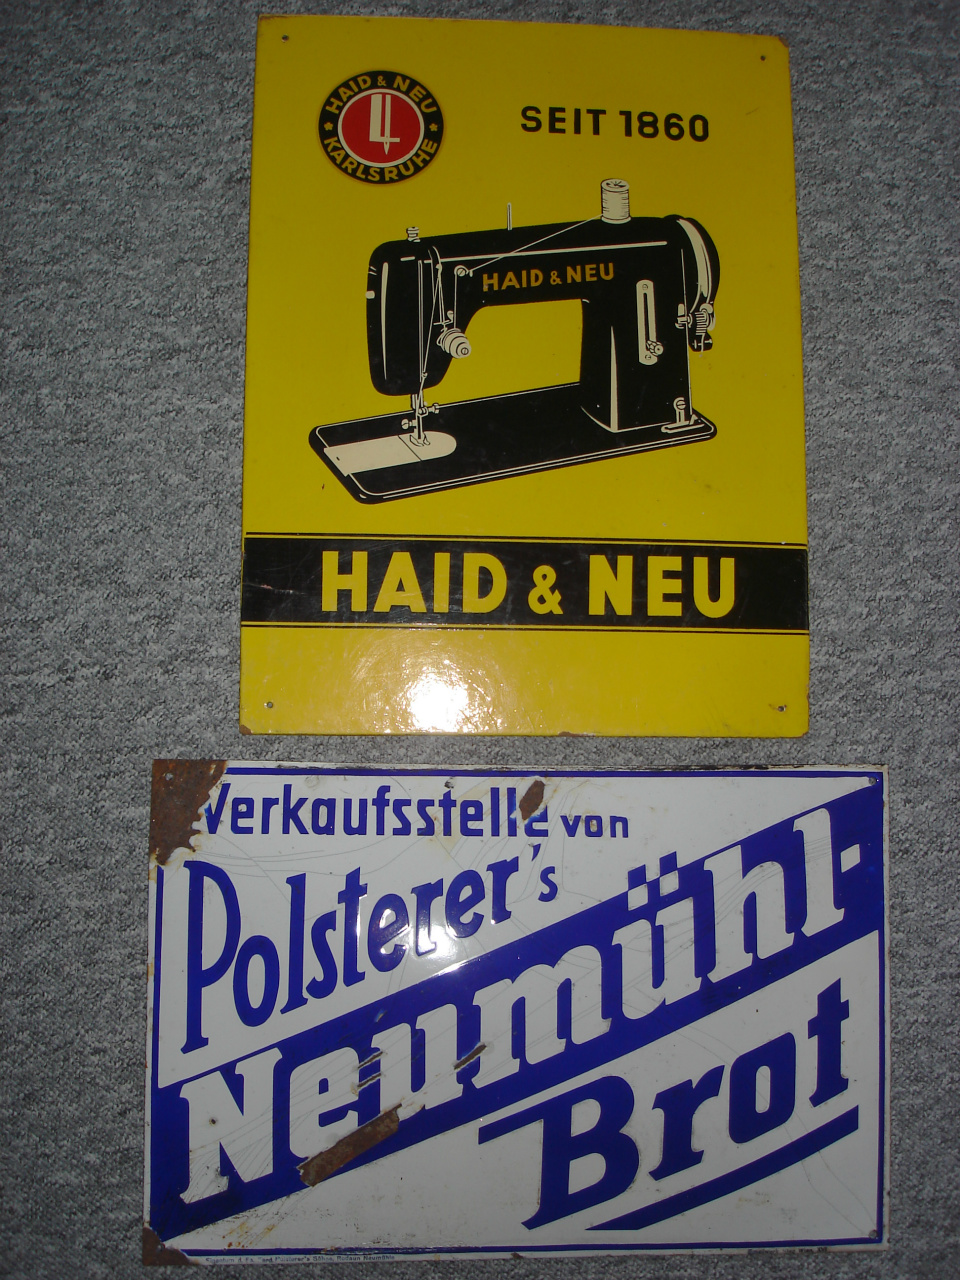 HAID & NEU
KARLSRUHE
SEIT 1860
HAID & NEU
HAID & NEU
Verkaufsstelle von
Polsterer's
Neumühl-
Brot